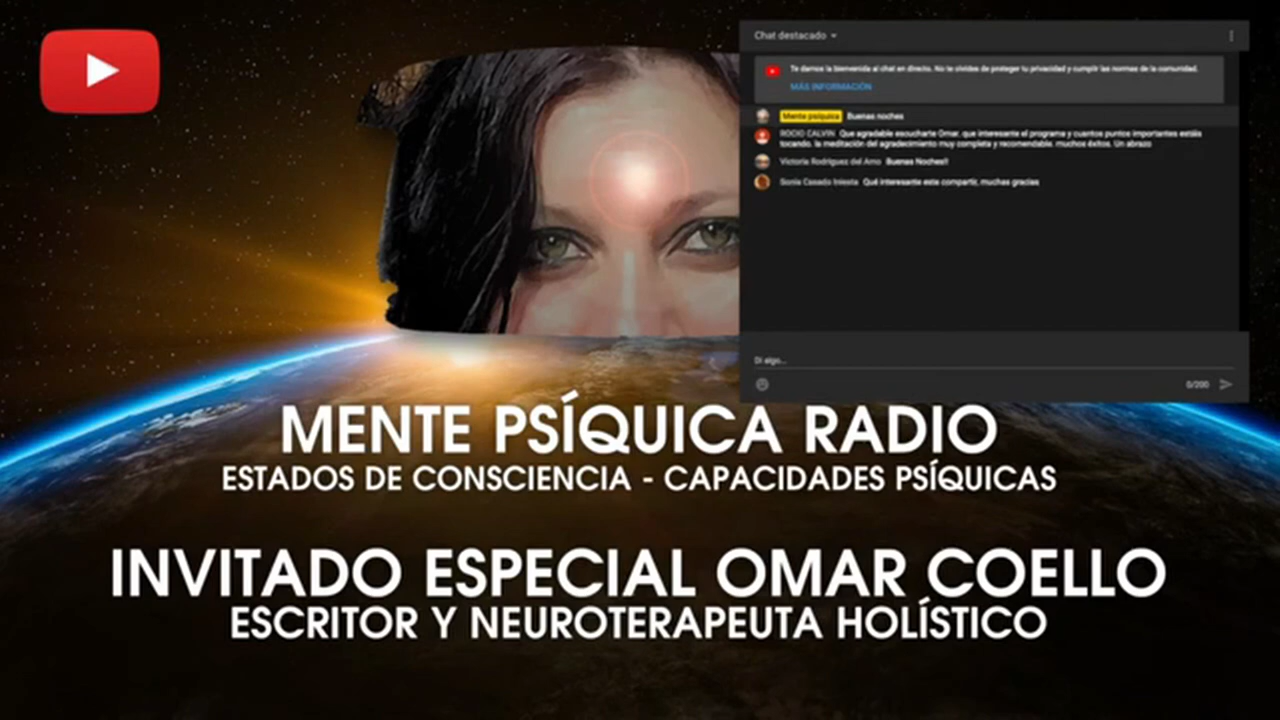 Chat destacado
Te damos la bienvenida al chat en directo. No te olvides de proteger tu privacidad y cumplir las normas de la comunidad.
MÁS INFORMACIÓN
Mente psíquica Buenas noches
ROCIO CALVIN Que agradable escucharte Omar. que interesante el programa y cuantos puntos importantes estáis
tocando. la meditación del agradecimiento muy completa y recomendable. muchos éxitos. Un abrazo
Victoria Rodriguez del Amo Buenas Noches!!
Sonia Casado Iniesta Qué interesante este compartir, muchas gracias
Di algo...
0/200
MENTE PSÍQUICA RADIO
ESTADOS DE CONSCIENCIA - CAPACIDADES PSÍQUICAS
INVITADO ESPECIAL OMAR COELLO
ESCRITOR Y NEUROTERAPEUTA HOLÍSTICO